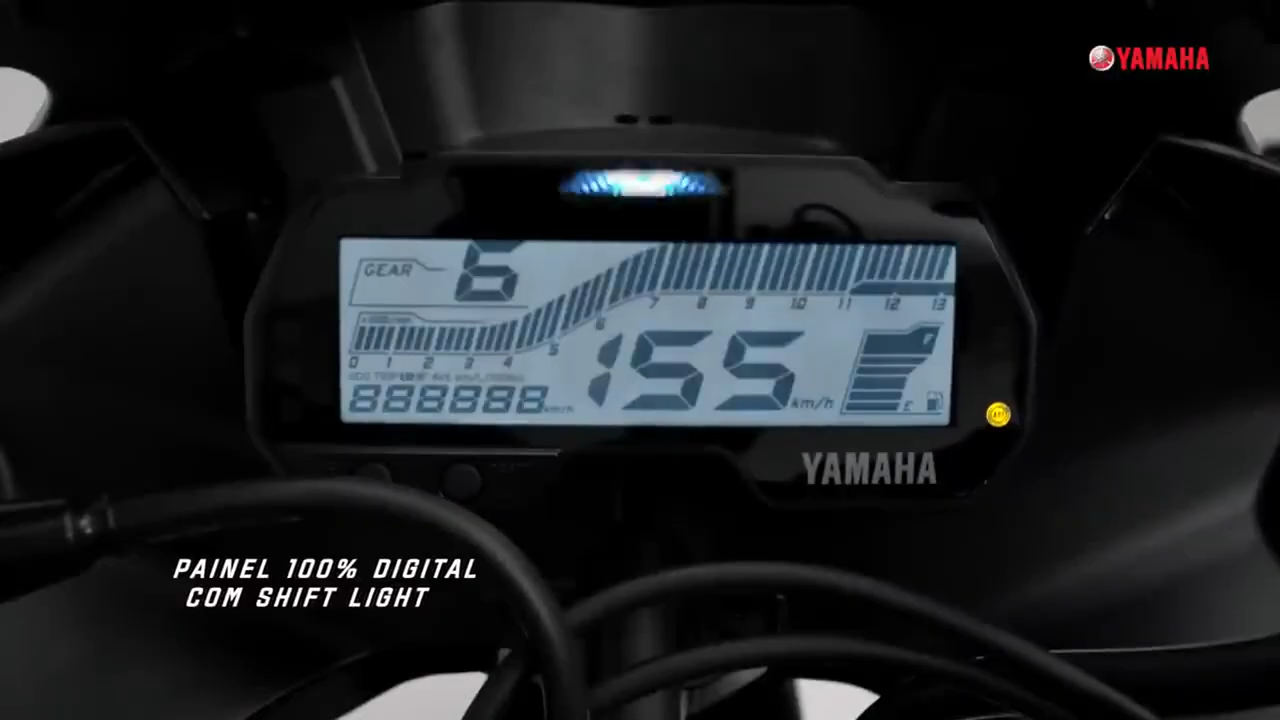 YAMAHA
GEAR 6
7 8 9 10 11 12 13
6
5
0 1 2 3 4
155 km/h
888888 km/h
F
E
YAMAHA
PAINEL 100% DIGITAL
COM SHIFT LIGHT